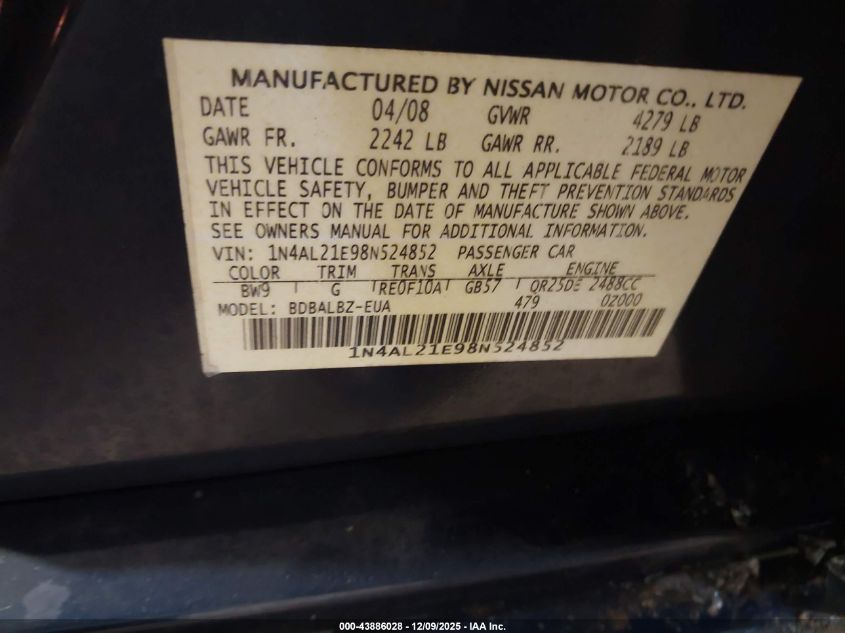 MANUFACTURED BY NISSAN MOTOR CO., LTD.
DATE 04/08 GVWR 4279 LB
GAWR FR. 2242 LB GAWR RR. 2189 LB
THIS VEHICLE CONFORMS TO ALL APPLICABLE FEDERAL MOTOR
VEHICLE SAFETY, BUMPER AND THEFT PREVENTION STANDARDS
IN EFFECT ON THE DATE OF MANUFACTURE SHOWN ABOVE.
SEE OWNERS MANUAL FOR ADDITIONAL INFORMATION.
VIN: 1N4AL21E98N524852 PASSENGER CAR
COLOR TRIM TRANS AXLE ENGINE
BW9 G RE0F10A GB57 QR25DE 2488CC
MODEL: BDBALBZ-EUA 479 0Z000
1N4AL21E98N524852
000-43886028 - 12/09/2025 - IAA Inc.